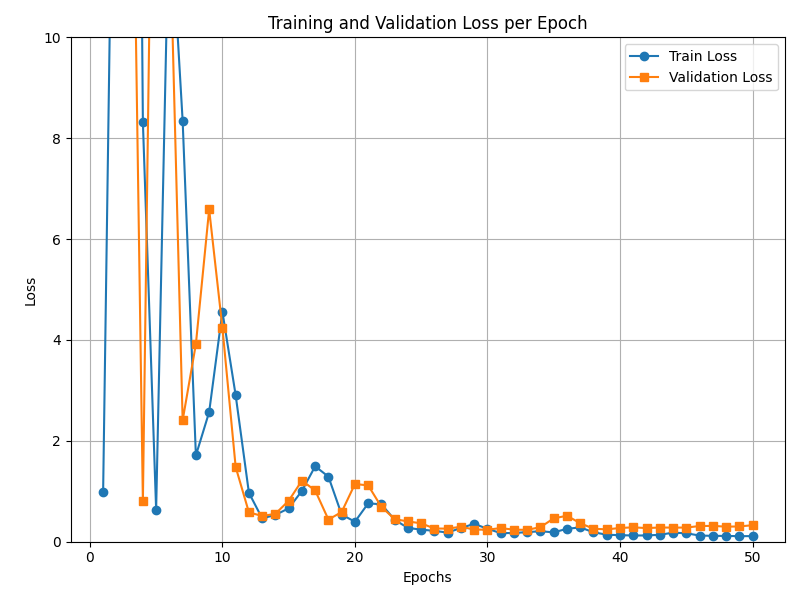 Training and Validation Loss per Epoch
10
8
6
4
2
0
Loss
Train Loss
Validation Loss
0 10 20 30 40 50
Epochs